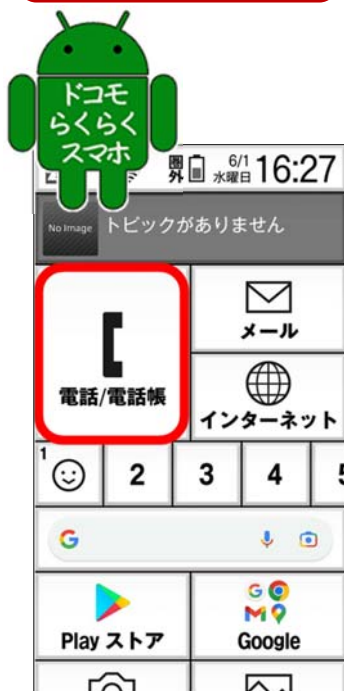 ドコモ
らくらく
スマホ
圏外 6/1 水曜日 16:27
No Image トピックがありません
メール
電話/電話帳
インターネット
1 2 3 4 5
G
Play ストア Google